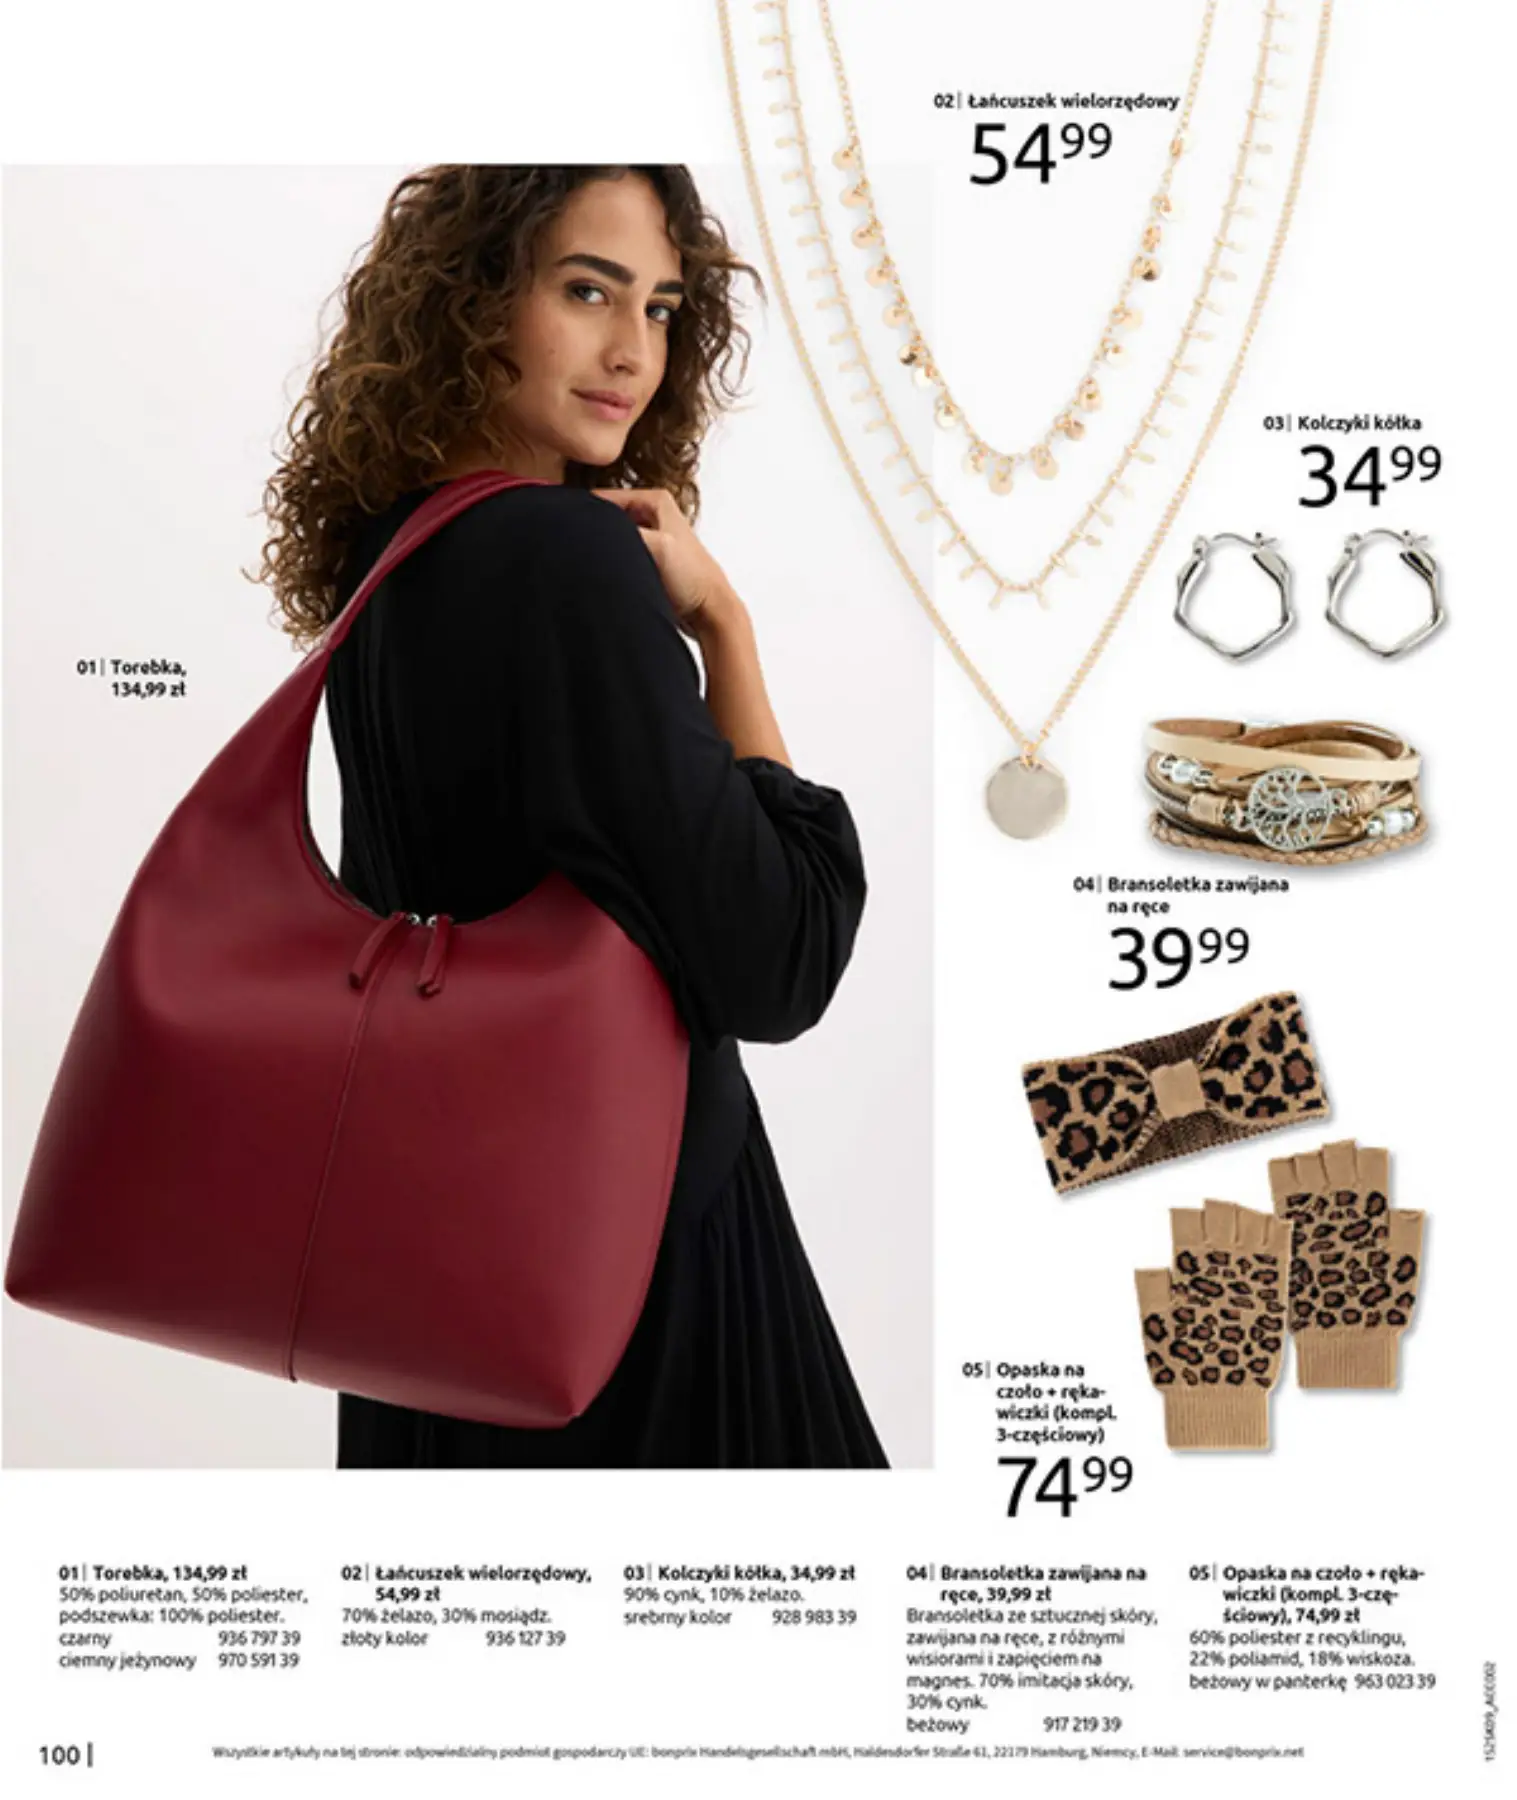 02| Łańcuszek wielorzędowy
54⁹⁹
03| Kolczyki kółka
34⁹⁹
01| Torebka,
134,99 zł
04| Bransoletka zawijana
na ręce
39⁹⁹
05| Opaska na
czoło + ręka-
wiczki (kompl.
3-częściowy)
74⁹⁹
01| Torebka, 134,99 zł
50% poliuretan, 50% poliester,
podszewka: 100% poliester.
czarny 936 797 39
ciemny jeżynowy 970 591 39
02| Łańcuszek wielorzędowy,
54,99 zł
70% żelazo, 30% mosiądz.
złoty kolor 936 127 39
03| Kolczyki kółka, 34,99 zł
90% cynk, 10% żelazo.
srebrny kolor 928 983 39
04| Bransoletka zawijana na
ręce, 39,99 zł
Bransoletka ze sztucznej skóry,
zawijana na ręce, z różnymi
wisiorami i zapięciem na
magnes. 70% imitacja skóry,
30% cynk.
beżowy 917 219 39
05| Opaska na czoło + ręka-
wiczki (kompl. 3-czę-
ściowy), 74,99 zł
60% poliester z recyklingu,
22% poliamid, 18% wiskoza.
beżowy w panterkę 963 023 39
100|
Wszystkie artykuły na tej stronie: odpowiedzialny podmiot gospodarczy UE: bonprix Handelsgesellschaft mbH, Haldesdorfer Straße 61, 22179 Hamburg, Niemcy, E-Mail: service@bonprix.net
1525K09_ACC002